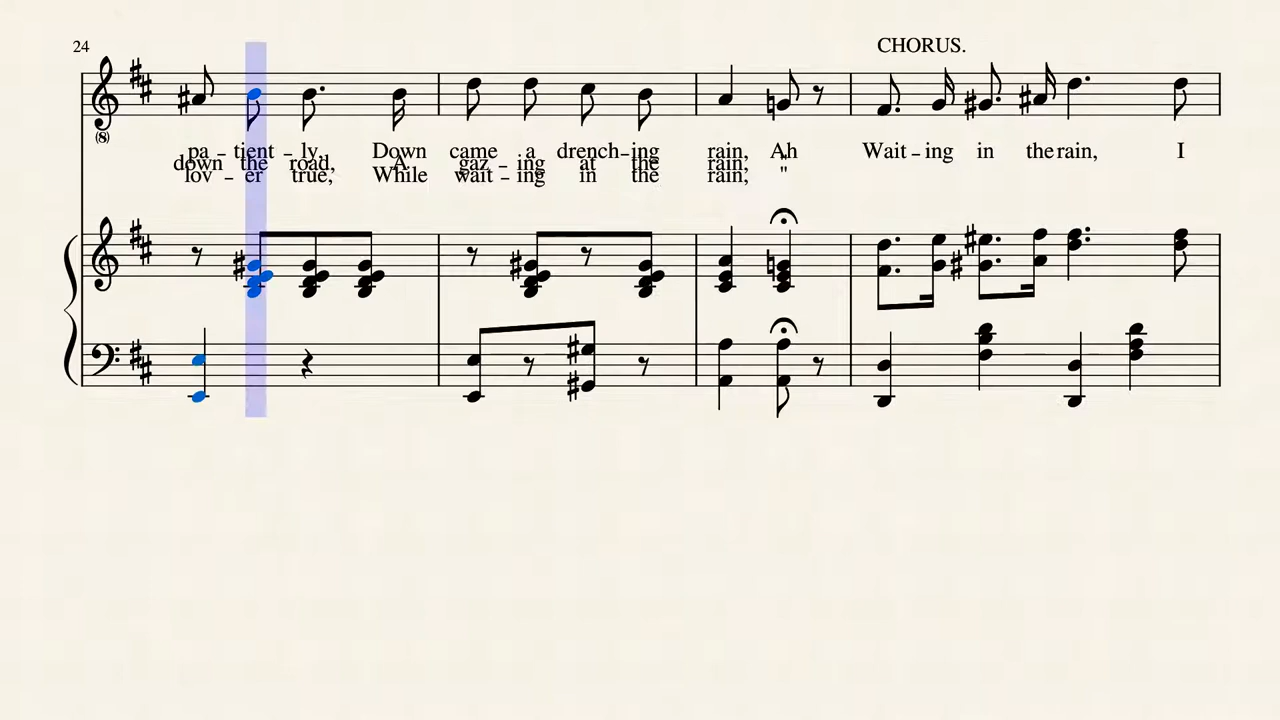 24
CHORUS.
(8)
pa – tient – ly, Down came a drench – ing rain, Ah Wait – ing in the rain, I
down the road, A gaz – ing at the rain, "
lov – er true, While wait – ing in the rain; "